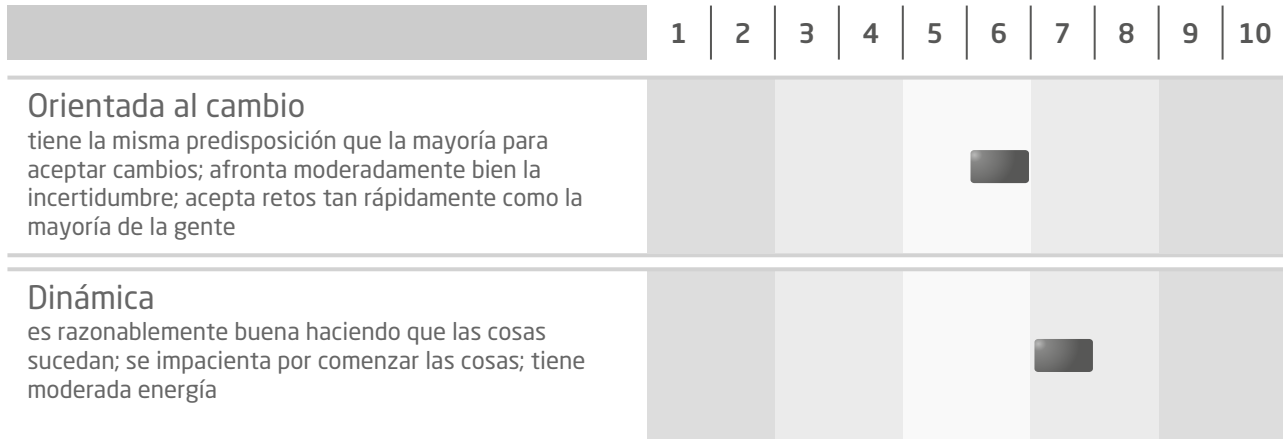 1 2 3 4 5 6 7 8 9 10
Orientada al cambio
tiene la misma predisposición que la mayoría para
aceptar cambios; afronta moderadamente bien la
incertidumbre; acepta retos tan rápidamente como la
mayoría de la gente
Dinámica
es razonablemente buena haciendo que las cosas
sucedan; se impacienta por comenzar las cosas; tiene
moderada energía